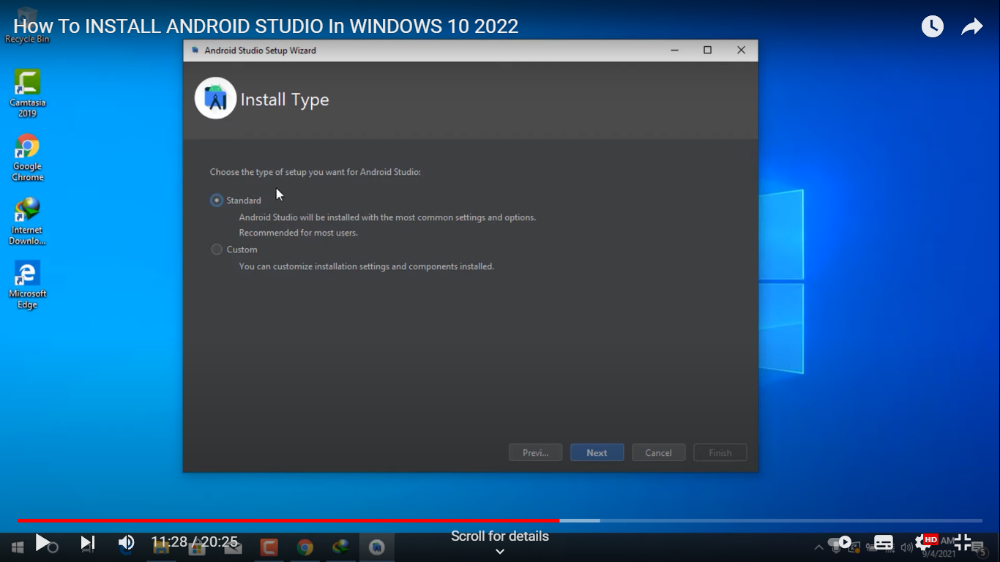 How To INSTALL ANDROID STUDIO In WINDOWS 10 2022
Recycle Bin
Camtasia
2019
Google
Chrome
Internet
Downlo...
Microsoft
Edge
Android Studio Setup Wizard
Install Type
Choose the type of setup you want for Android Studio:
Standard
Android Studio will be installed with the most common settings and options.
Recommended for most users.
Custom
You can customize installation settings and components installed.
Previ...
Next
Cancel
Finish
11:28 / 20:25
Scroll for details
HD
AM
9/4/2021
5